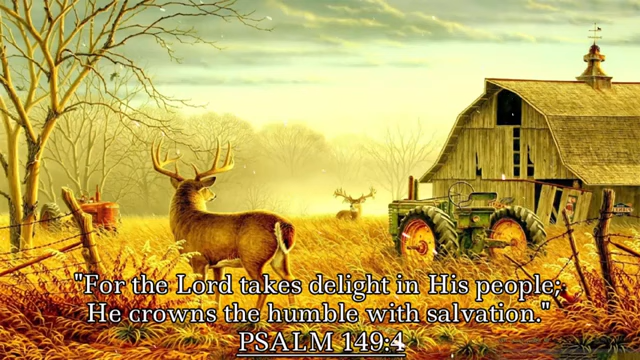 "For the Lord takes delight in His people;
He crowns the humble with salvation."
PSALM 149:4